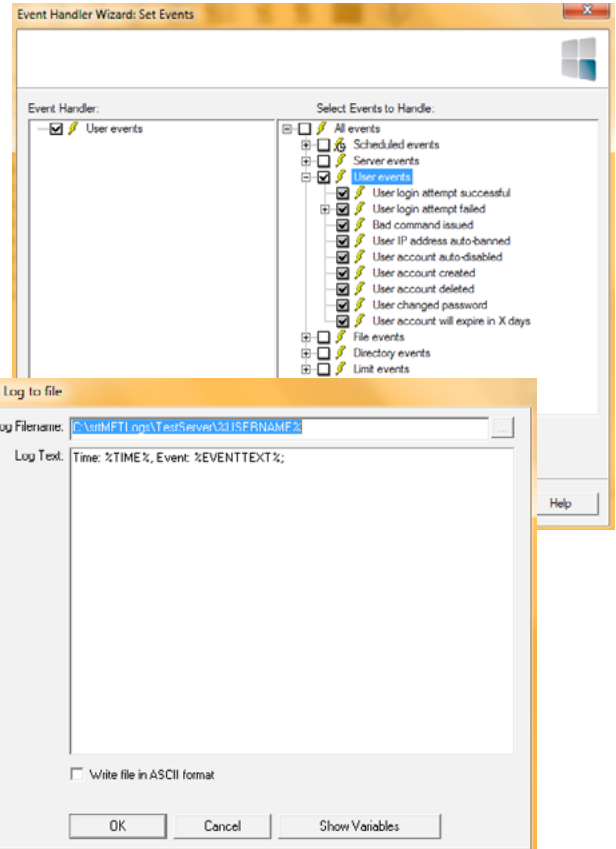 Event Handler Wizard: Set Events
Event Handler:
User events
Select Events to Handle:
All events
Scheduled events
Server events
User events
User login attempt successful
User login attempt failed
Bad command issued
User IP address auto-banned
User account auto-disabled
User account created
User account deleted
User changed password
User account will expire in X days
File events
Directory events
Limit events
Help
Log to file
og Filename: C:\srtMFTLogs\TestServer\%USERNAME%
...
Log Text: Time: %TIME%, Event: %EVENTTEXT%;
Write file in ASCII format
OK Cancel Show Variables